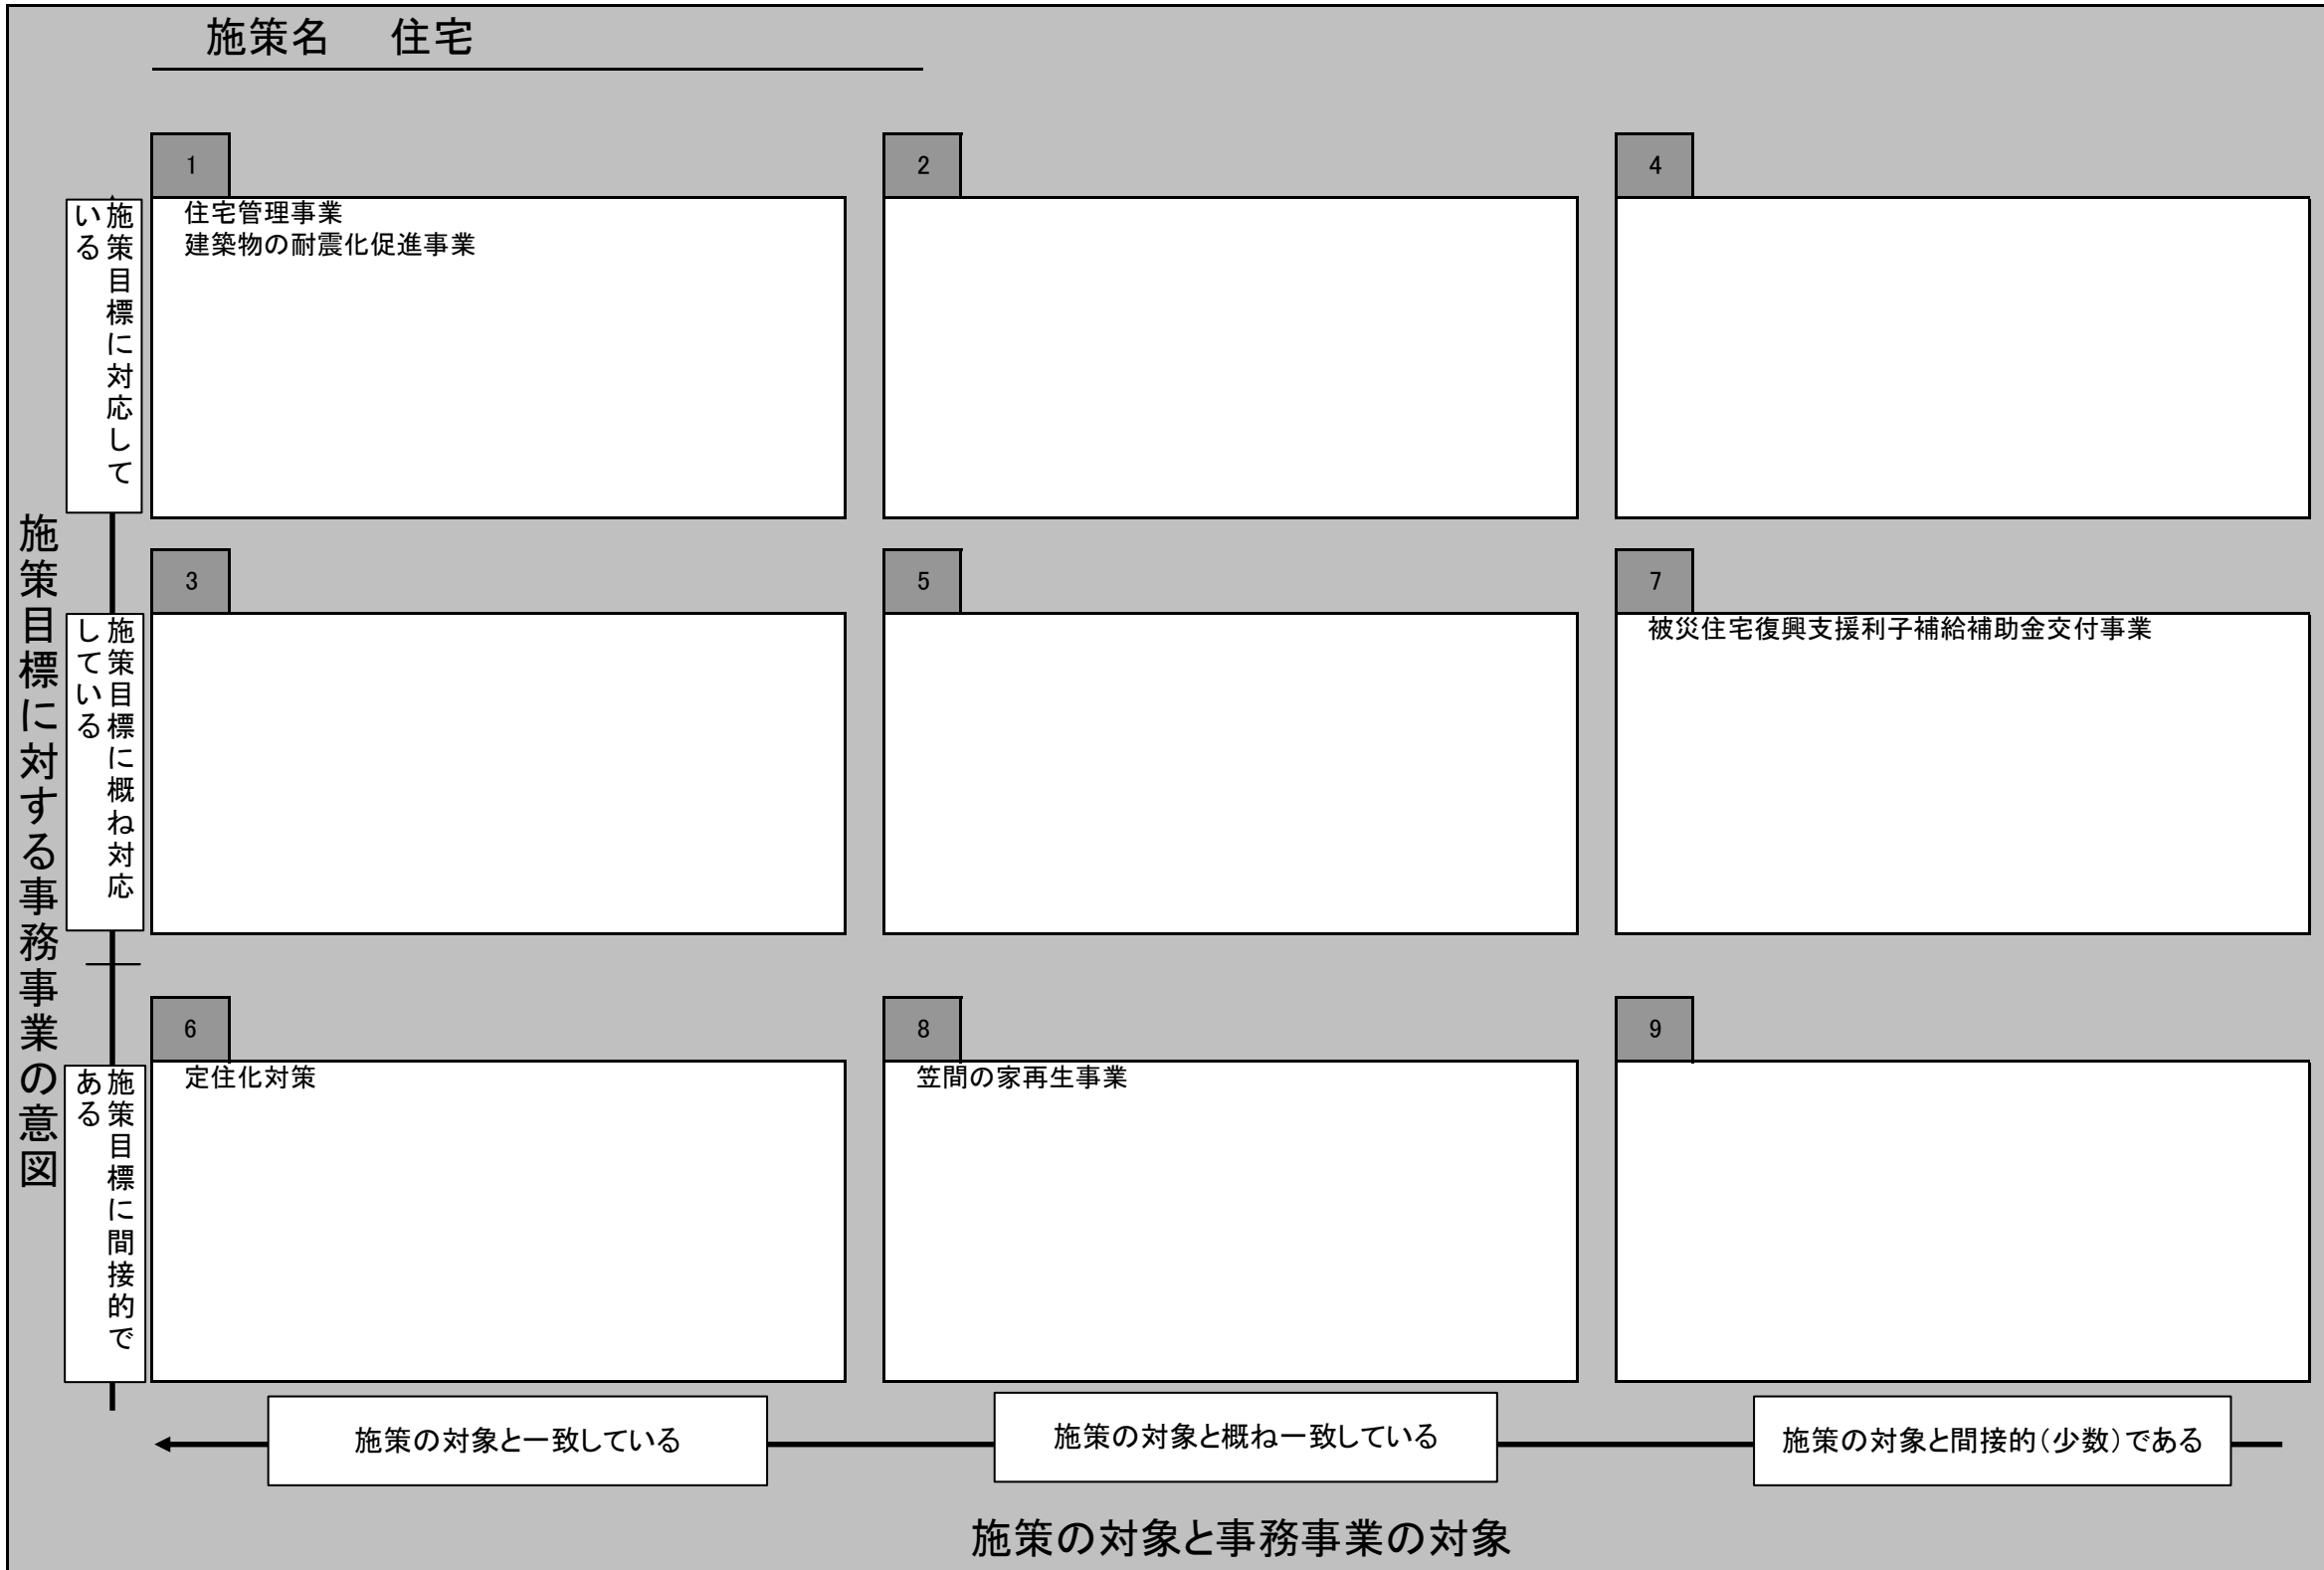 施策名 住宅
1
2
4
住宅管理事業
建築物の耐震化促進事業
施策目標に対応して
いる
3
5
7
被災住宅復興支援利子補給補助金交付事業
施策目標に概ね対応
している
施策目標に対する事務事業の意図
6
8
9
定住化対策
笠間の家再生事業
施策目標に間接的で
ある
施策の対象と一致している
施策の対象と概ね一致している
施策の対象と間接的(少数)である
施策の対象と事務事業の対象